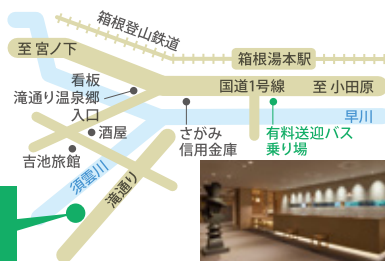 箱根登山鉄道
箱根湯本駅
至宮ノ下
国道1号線
至小田原
看板
滝通り温泉郷
入口
早川
酒屋
さがみ
信用金庫
有料送迎バス
乗り場
吉池旅館
須雲川
滝通り